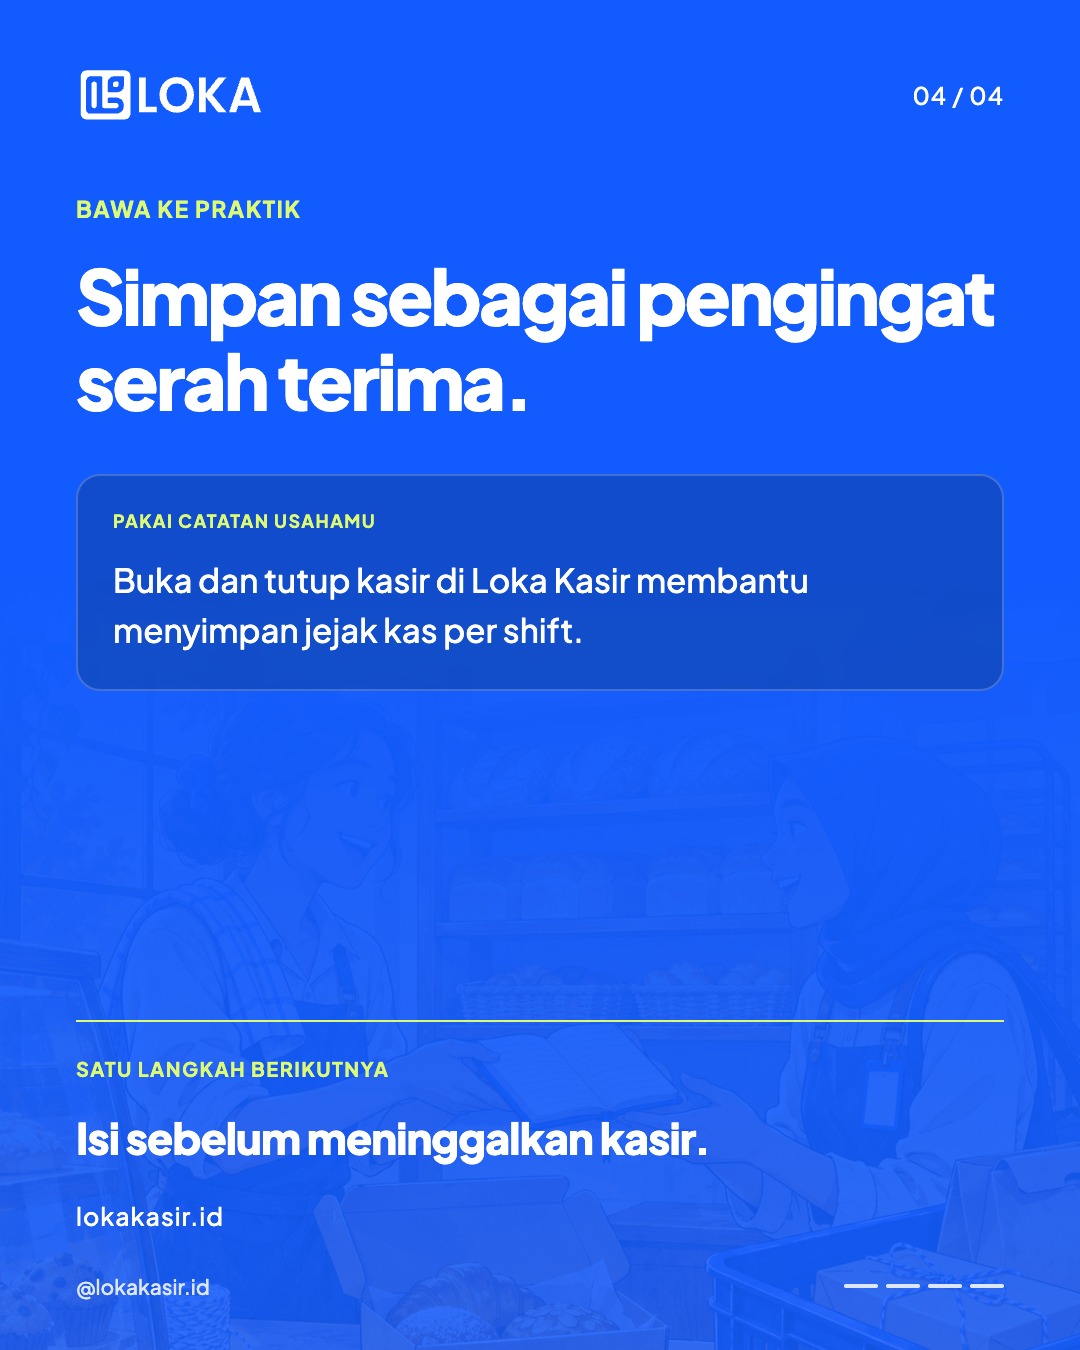 LOKA
04 / 04
BAWA KE PRAKTIK
Simpan sebagai pengingat
serah terima.
PAKAI CATATAN USAHAMU
Buka dan tutup kasir di Loka Kasir membantu
menyimpan jejak kas per shift.
SATU LANGKAH BERIKUTNYA
Isi sebelum meninggalkan kasir.
lokakasir.id
@lokakasir.id